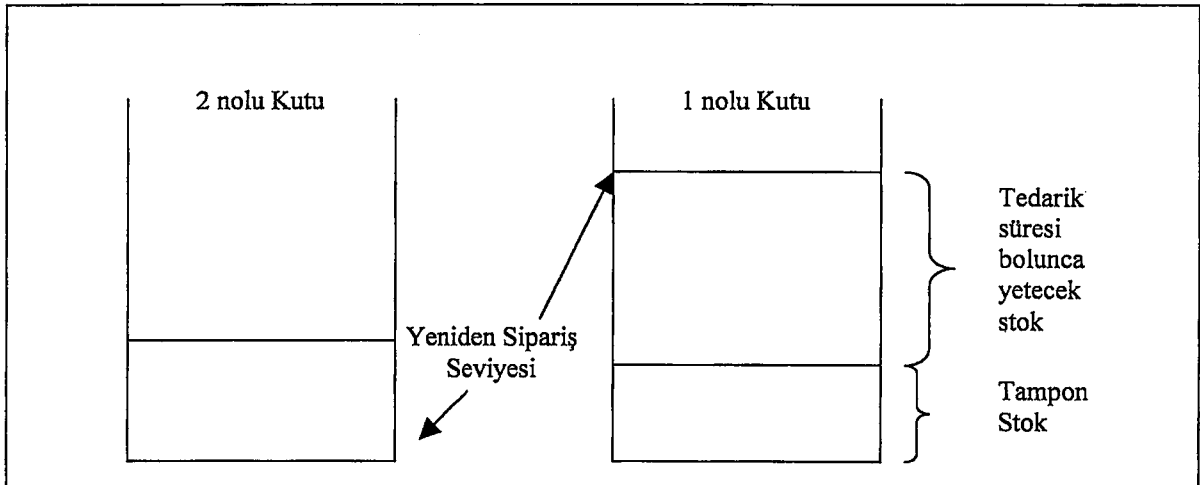 2 nolu Kutu
1 nolu Kutu
Tedarik
süresi
bolunca
yetecek
stok
Yeniden Sipariş
Seviyesi
Tampon
Stok